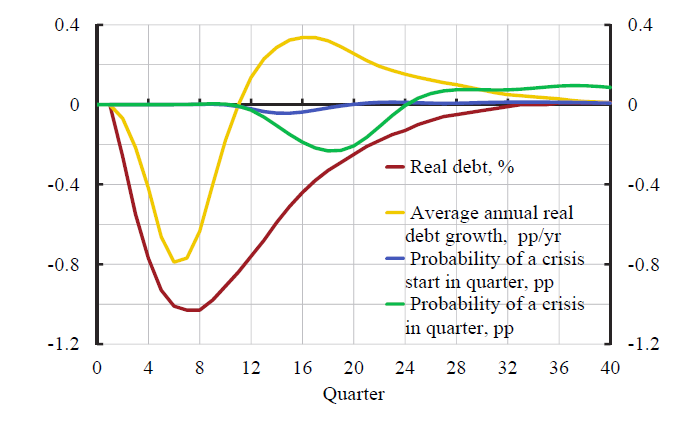 0.4
0.4
0
0
-0.4
-0.4
-0.8
-0.8
-1.2
-1.2
Real debt, %
Average annual real
debt growth, pp/yr
Probability of a crisis
start in quarter, pp
Probability of a crisis
in quarter, pp
0 4 8 12 16 20 24 28 32 36 40
Quarter